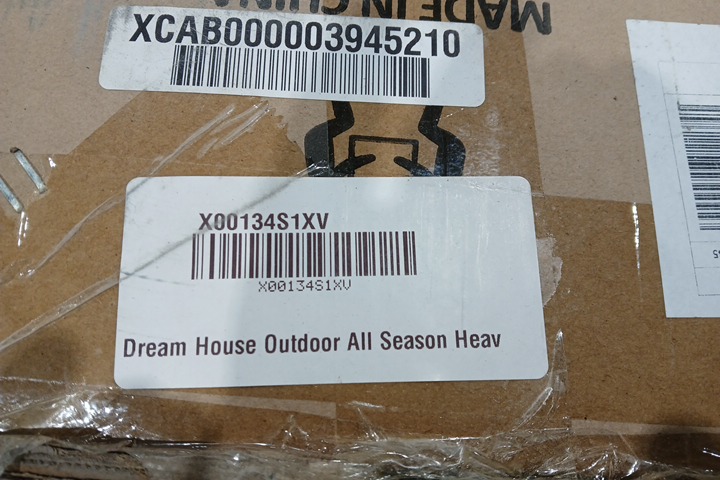 MADE IN CHINA
XCAB000003945210
X00134S1XV
X00134S1XV
Dream House Outdoor All Season Heav